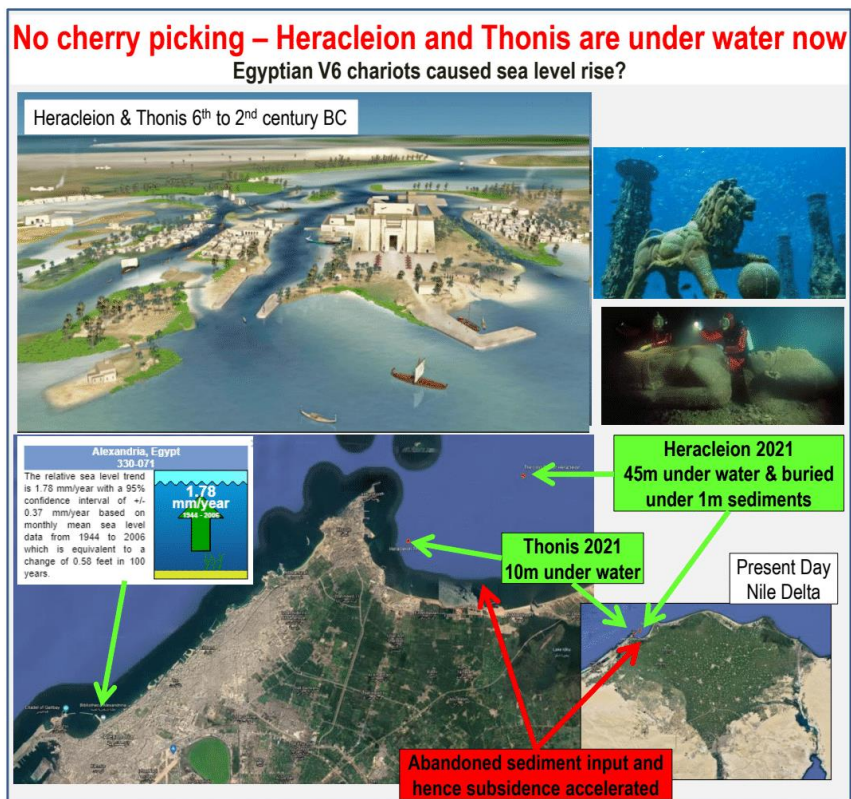 No cherry picking – Heracleion and Thonis are under water now
Egyptian V6 chariots caused sea level rise?
Heracleion & Thonis 6th to 2nd century BC
Alexandria, Egypt
330-071
The relative sea level trend
is 1.78 mm/year with a 95%
confidence interval of +/-
0.37 mm/year based on
monthly mean sea level
data from 1944 to 2006
which is equivalent to a
change of 0.58 feet in 100
years.
1.78
mm/year
1944 - 2006
Heracleion 2021
45m under water & buried
under 1m sediments
Thonis 2021
10m under water
Present Day
Nile Delta
Abandoned sediment input and
hence subsidence accelerated